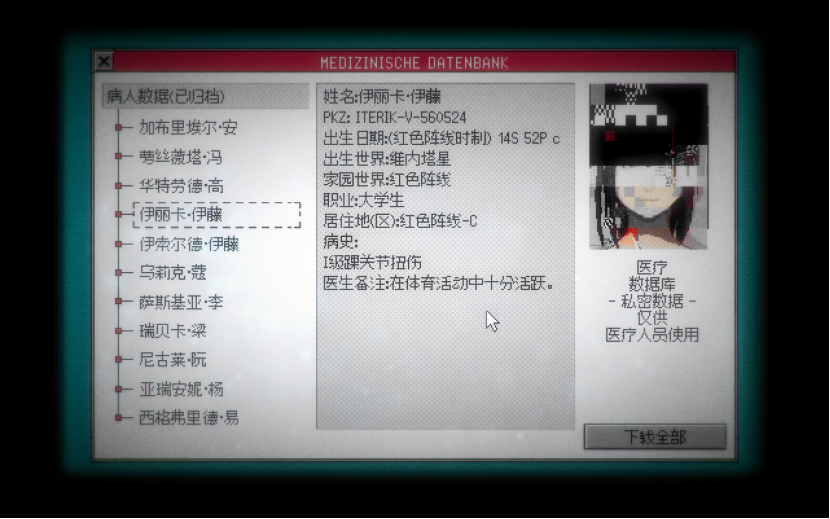 MEDIZINISCHE DATENBANK
病人数据(已归档)
加布里埃尔·安
萼丝薇塔·冯
华特劳德·高
伊丽卡·伊藤
伊索尔德·伊藤
乌莉克·蔻
萨斯基亚·李
瑞贝卡·梁
尼古莱·阮
亚瑞安妮·杨
西格弗里德·易
姓名:伊丽卡·伊藤
PKZ: ITERIK-V-560524
出生日期:(红色阵线时制) 14S 52P c
出生世界:维内塔星
家园世界:红色阵线
职业:大学生
居住地(区):红色阵线-C
病史:
I级踝关节扭伤
医生备注:在体育活动中十分活跃。
医疗
数据库
- 私密数据 -
仅供
医疗人员使用
下载全部